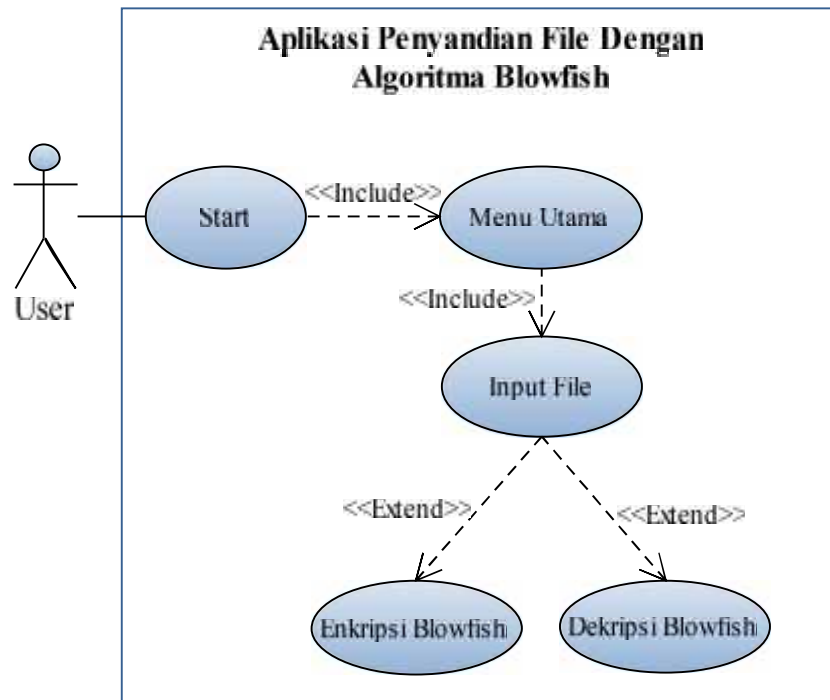 Aplikasi Penyandian File Dengan
Algoritma Blowfish
<<Include>>
Start
Menu Utama
<<Include>>
User
Input File
<<Extend>>
<<Extend>>
Enkripsi Blowfish
Dekripsi Blowfish